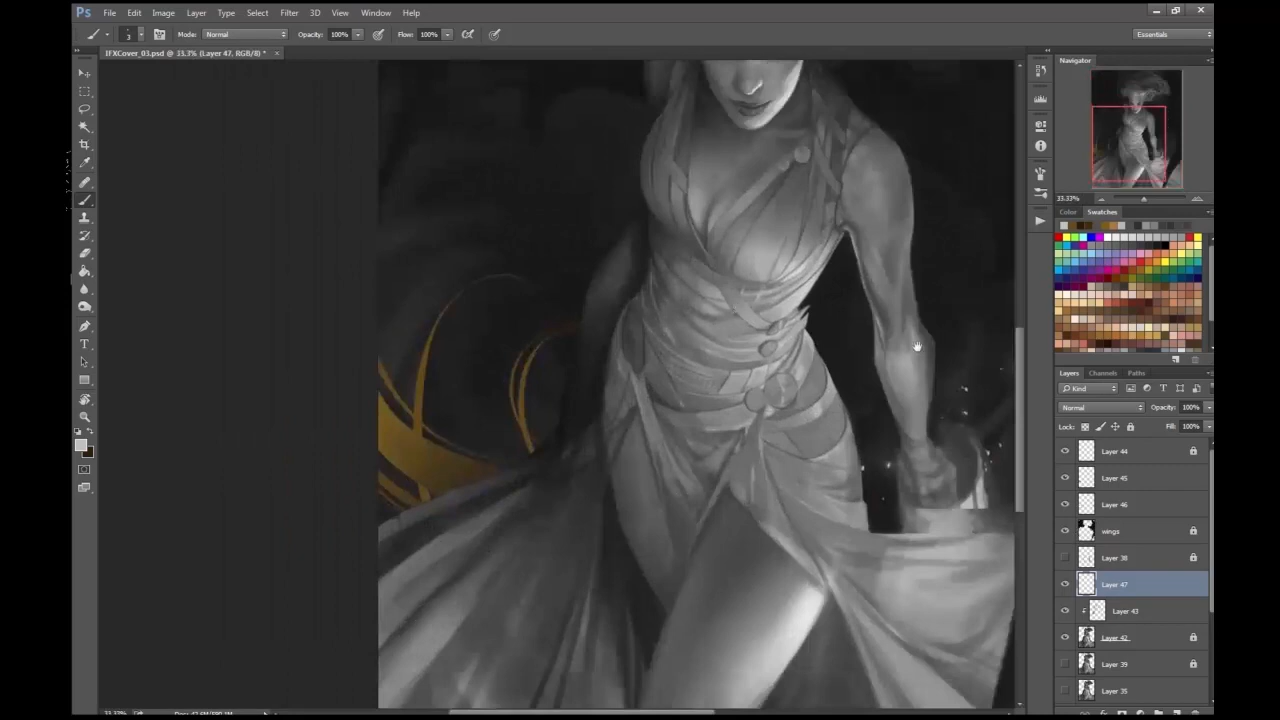 Ps File Edit Image Layer Type Select Filter 3D View Window Help
3 Mode: Normal Opacity: 100% Flow: 100% Essentials
IFXCover_03.psd @ 33.3% (Layer 47, RGB/8) *
Navigator
33.33%
Color Swatches
Layers Channels Paths
Kind
Normal Opacity: 100%
Lock: Fill: 100%
Layer 44
Layer 45
Layer 46
wings
Layer 38
Layer 47
Layer 43
Layer 42
Layer 39
Layer 35